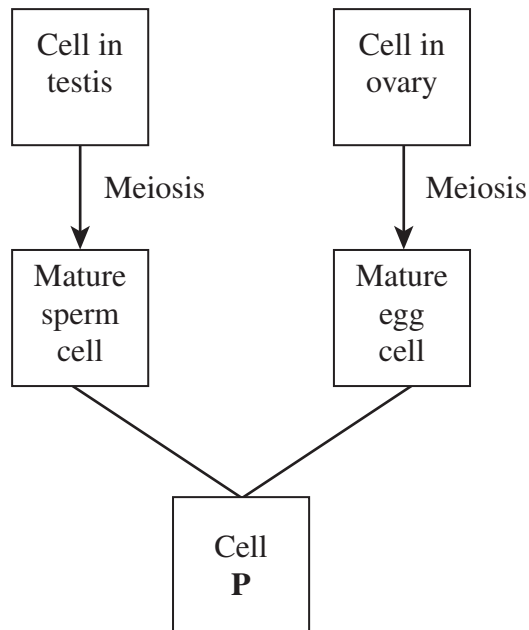 Cell in
testis
Cell in
ovary
Meiosis
Meiosis
Mature
sperm
cell
Mature
egg
cell
Cell
P